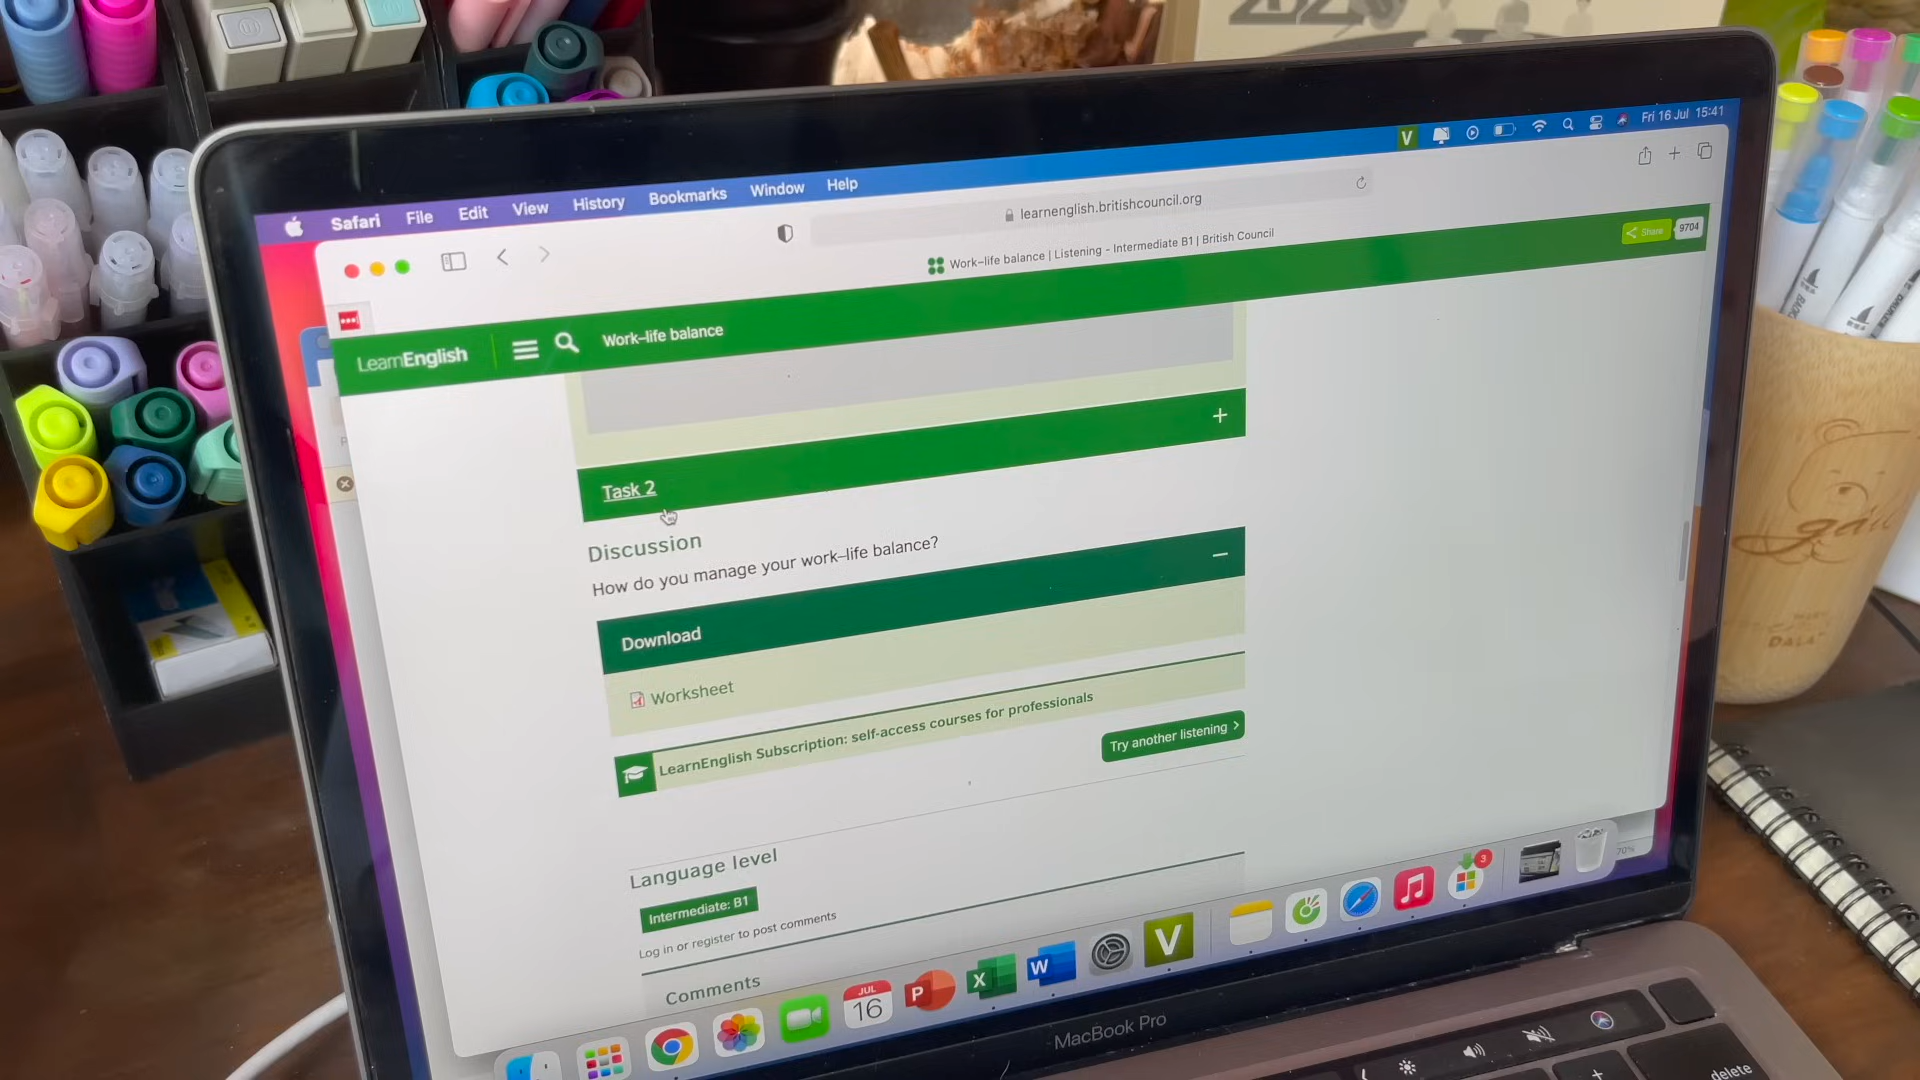 Fri 16 Jul 15:41
Safari File Edit View History Bookmarks Window Help
learnenglish.britishcouncil.org
Work–life balance | Listening - Intermediate B1 | British Council
Share 9704
LearnEnglish
Work–life balance
+
Task 2
Discussion
How do you manage your work–life balance?
Download
Worksheet
LearnEnglish Subscription: self-access courses for professionals
Try another listening
Language level
Intermediate: B1
Log in or register to post comments
Comments
70%
3
JUL
16
P
X
W
V
MacBook Pro
delete
DALAT